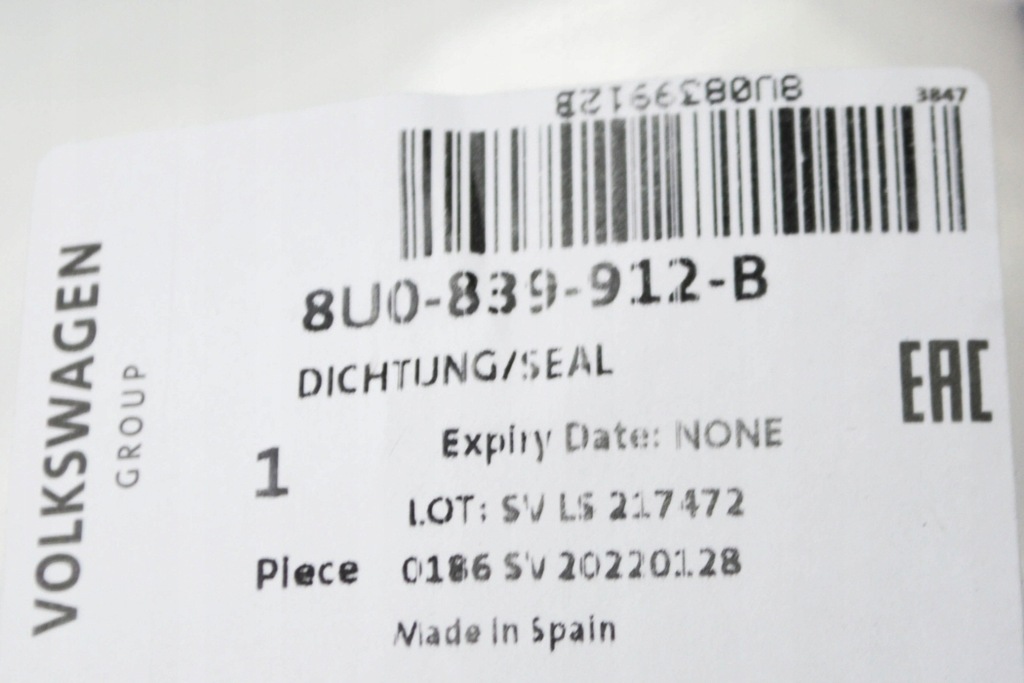 8U0839912B
3847
8U0-839-912-B
DICHTUNG/SEAL
EAC
Expiry Date: NONE
1
LOT: SV LS 217472
Piece
0186 SV 20220128
Made in Spain
VOLKSWAGEN
GROUP